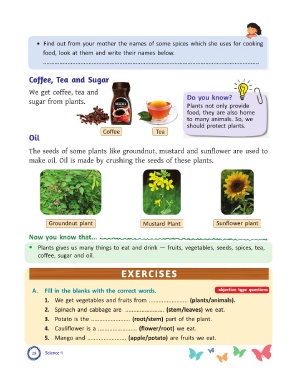 • Find out from your mother the names of some spices which she uses for cooking
food, look at them and write their names below.
Coffee, Tea and Sugar
We get coffee, tea and
sugar from plants.
Coffee
Tea
Do you know?
Plants not only provide
food, they are also home
to many animals. So, we
should protect plants.
Oil
The seeds of some plants like groundnut, mustard and sunflower are used to
make oil. Oil is made by crushing the seeds of these plants.
Groundnut plant
Mustard Plant
Sunflower plant
Now you know that...
• Plants gives us many things to eat and drink — fruits, vegetables, seeds, spices, tea,
coffee, sugar and oil.
EXERCISES
objective type questions
A. Fill in the blanks with the correct words.
1. We get vegetables and fruits from ........................ (plants/animals).
2. Spinach and cabbage are ........................ (stem/leaves) we eat.
3. Potato is the ........................ (root/stem) part of the plant.
4. Cauliflower is a ........................ (flower/root) we eat.
5. Mango and ........................ (apple/potato) are fruits we eat.
Science-1